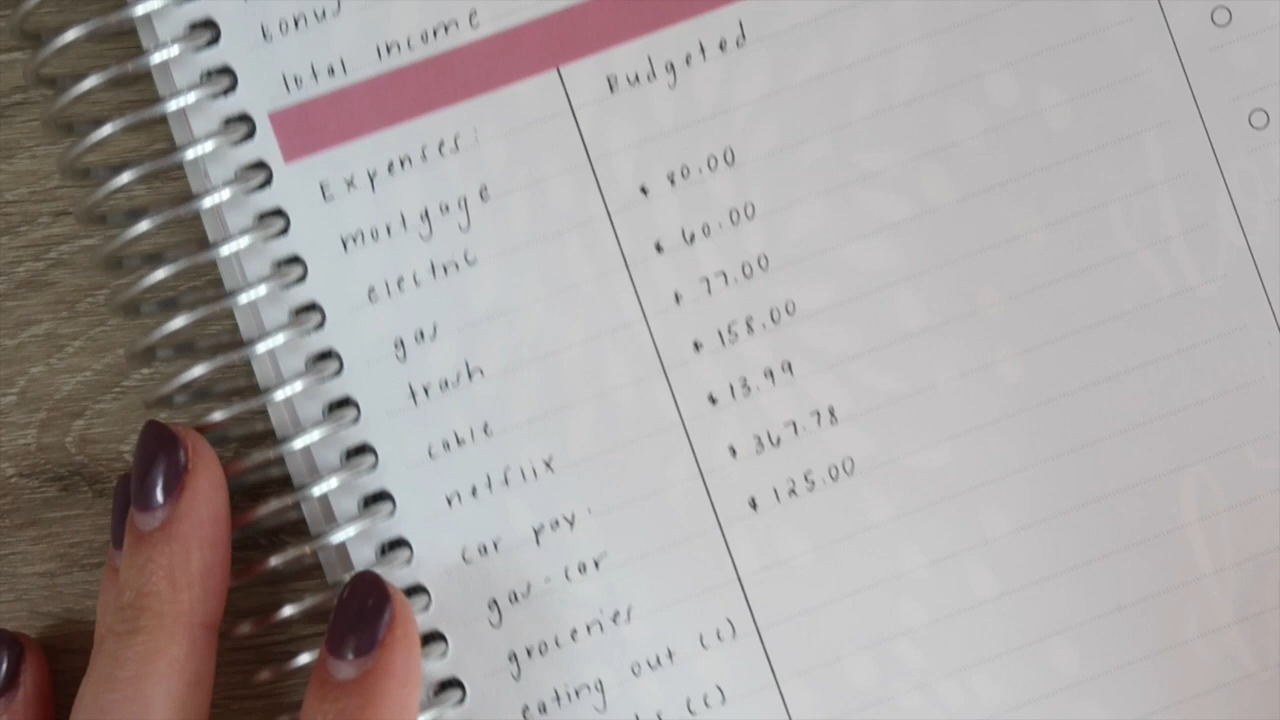 bonus
total income
Expenses: Budgeted
mortgage
electric $ 80.00
gas $ 60.00
trash $ 77.00
cable $ 158.00
netflix $ 13.99
car pay. $ 367.78
gas-car $ 125.00
groceries
eating out (c)
(c)